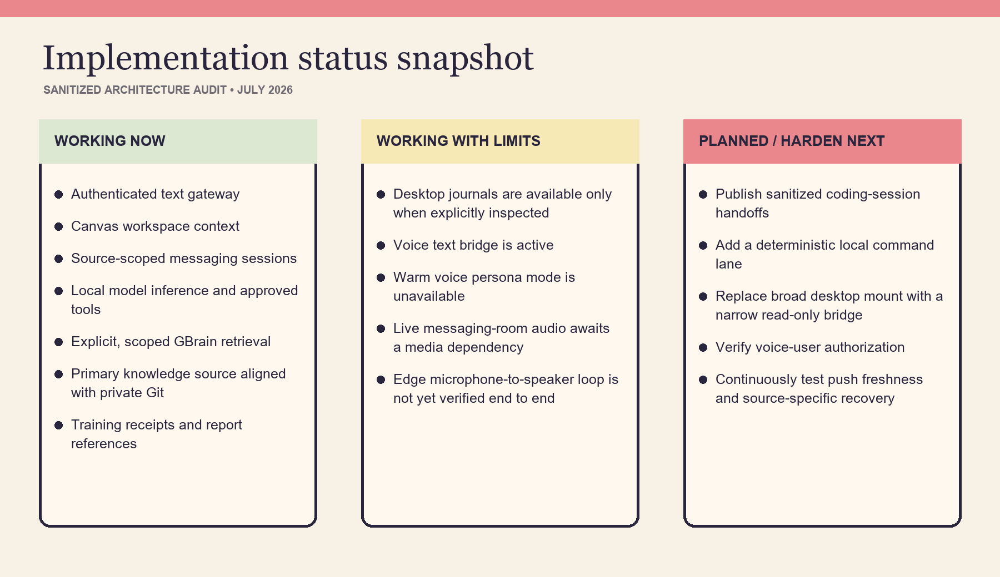 Implementation status snapshot
SANITIZED ARCHITECTURE AUDIT • JULY 2026
WORKING NOW
● Authenticated text gateway
● Canvas workspace context
● Source-scoped messaging sessions
● Local model inference and approved
tools
● Explicit, scoped GBrain retrieval
● Primary knowledge source aligned
with private Git
● Training receipts and report
references
WORKING WITH LIMITS
● Desktop journals are available only
when explicitly inspected
● Voice text bridge is active
● Warm voice persona mode is
unavailable
● Live messaging-room audio awaits
a media dependency
● Edge microphone-to-speaker loop is
not yet verified end to end
PLANNED / HARDEN NEXT
● Publish sanitized coding-session
handoffs
● Add a deterministic local command
lane
● Replace broad desktop mount with a
narrow read-only bridge
● Verify voice-user authorization
● Continuously test push freshness
and source-specific recovery